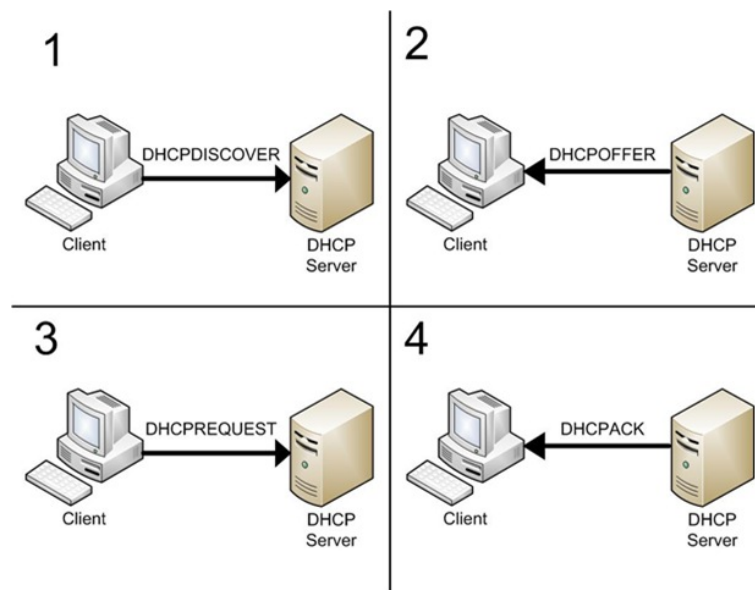 1
DHCPDISCOVER
Client
DHCP
Server
2
DHCPOFFER
Client
DHCP
Server
3
DHCPREQUEST
Client
DHCP
Server
4
DHCPACK
Client
DHCP
Server